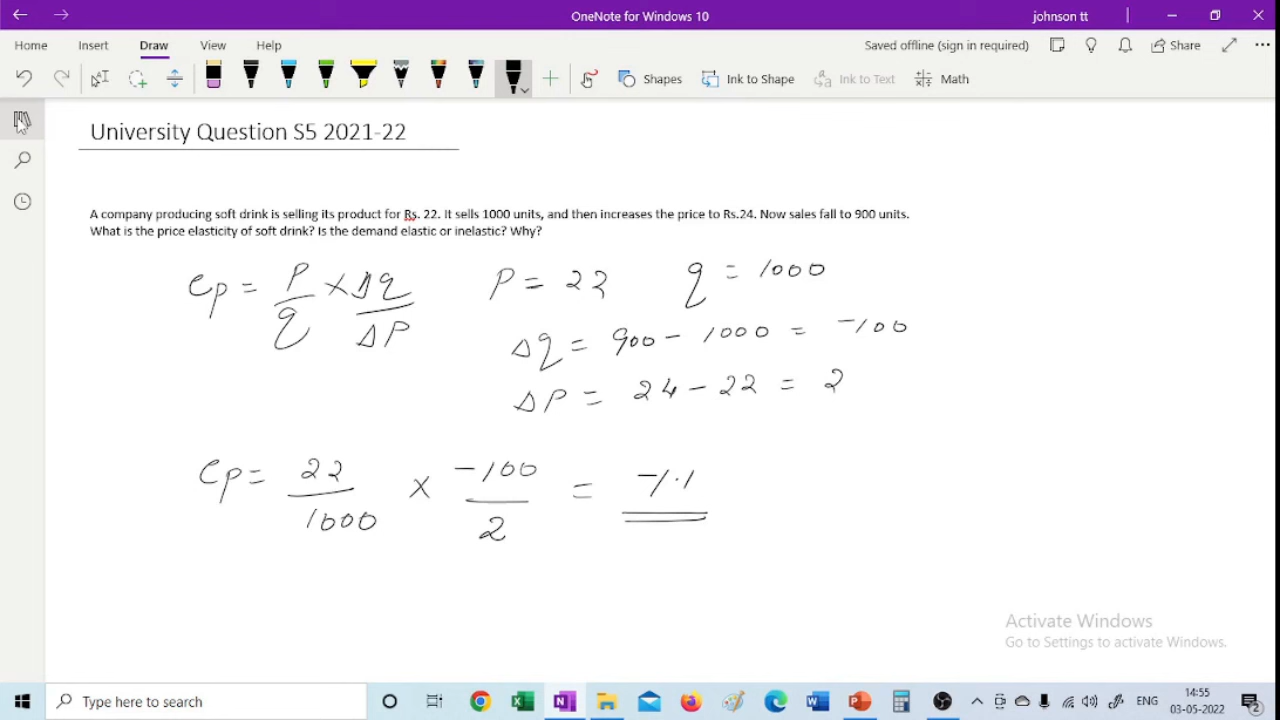 OneNote for Windows 10
johnson tt
Home Insert Draw View Help
Saved offline (sign in required) Share
Shapes Ink to Shape Ink to Text Math
University Question S5 2021-22
A company producing soft drink is selling its product for Rs. 22. It sells 1000 units, and then increases the price to Rs.24. Now sales fall to 900 units.
What is the price elasticity of soft drink? Is the demand elastic or inelastic? Why?
ep = P/q × Δq/ΔP P = 22 q = 1000
Δq = 900 - 1000 = -100
ΔP = 24 - 22 = 2
ep = 22/1000 × -100/2 = -1.1
Activate Windows
Go to Settings to activate Windows.
Type here to search
ENG
14:55
03-05-2022
2